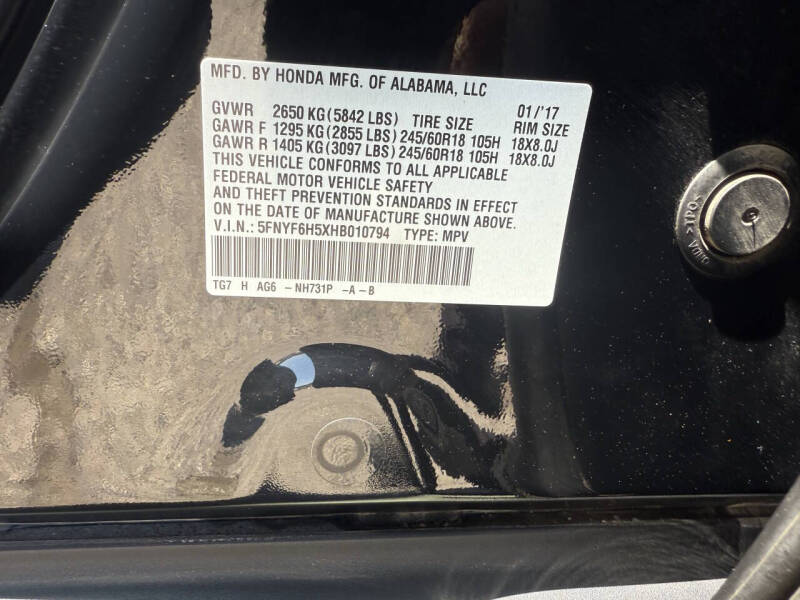 MFD. BY HONDA MFG. OF ALABAMA, LLC
GVWR 2650 KG(5842 LBS) TIRE SIZE 01/'17 RIM SIZE
GAWR F 1295 KG(2855 LBS)245/60R18 105H 18X8.0J
GAWR R 1405 KG(3097 LBS)245/60R18 105H 18X8.0J
THIS VEHICLE CONFORMS TO ALL APPLICABLE
FEDERAL MOTOR VEHICLE SAFETY
AND THEFT PREVENTION STANDARDS IN EFFECT
ON THE DATE OF MANUFACTURE SHOWN ABOVE.
V.I.N.: 5FNYF6H5XHB010794 TYPE: MPV
TG7 H AG6 -NH731P -A-B
>TPO<